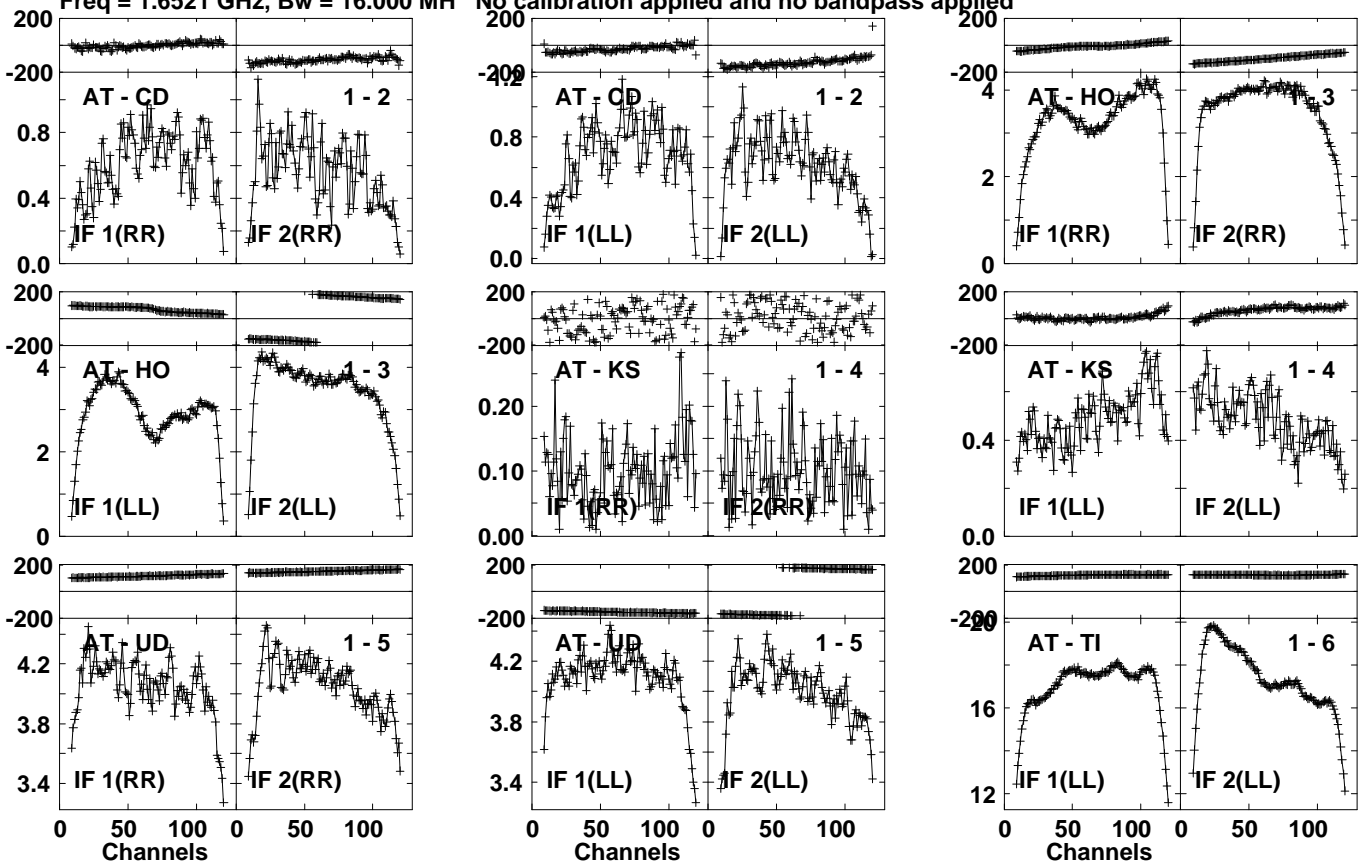 Freq = 1.6521 GHz, Bw = 16.000 MH No calibration applied and no bandpass applied
200
-200
AT - CD
1 - 2
0.8
0.4
0.0
IF 1(RR)
IF 2(RR)
200
-200
1.2
AT - CD
1 - 2
0.8
0.4
0.0
IF 1(LL)
IF 2(LL)
200
-200
4
AT - HO
1 - 3
2
0
IF 1(RR)
IF 2(RR)
200
-200
4
AT - HO
1 - 3
2
0
IF 1(LL)
IF 2(LL)
200
-200
AT - KS
1 - 4
0.20
0.10
0.00
IF 1(RR)
IF 2(RR)
200
-200
AT - KS
1 - 4
0.4
0.0
IF 1(LL)
IF 2(LL)
200
-200
AT - UD
1 - 5
4.2
3.8
3.4
IF 1(RR)
IF 2(RR)
0 50 100 0 50 100
Channels
200
-200
AT - UD
1 - 5
4.2
3.8
3.4
IF 1(LL)
IF 2(LL)
0 50 100 0 50 100
Channels
200
-200
20
AT - TI
1 - 6
16
12
IF 1(LL)
IF 2(LL)
0 50 100 0 50 100
Channels